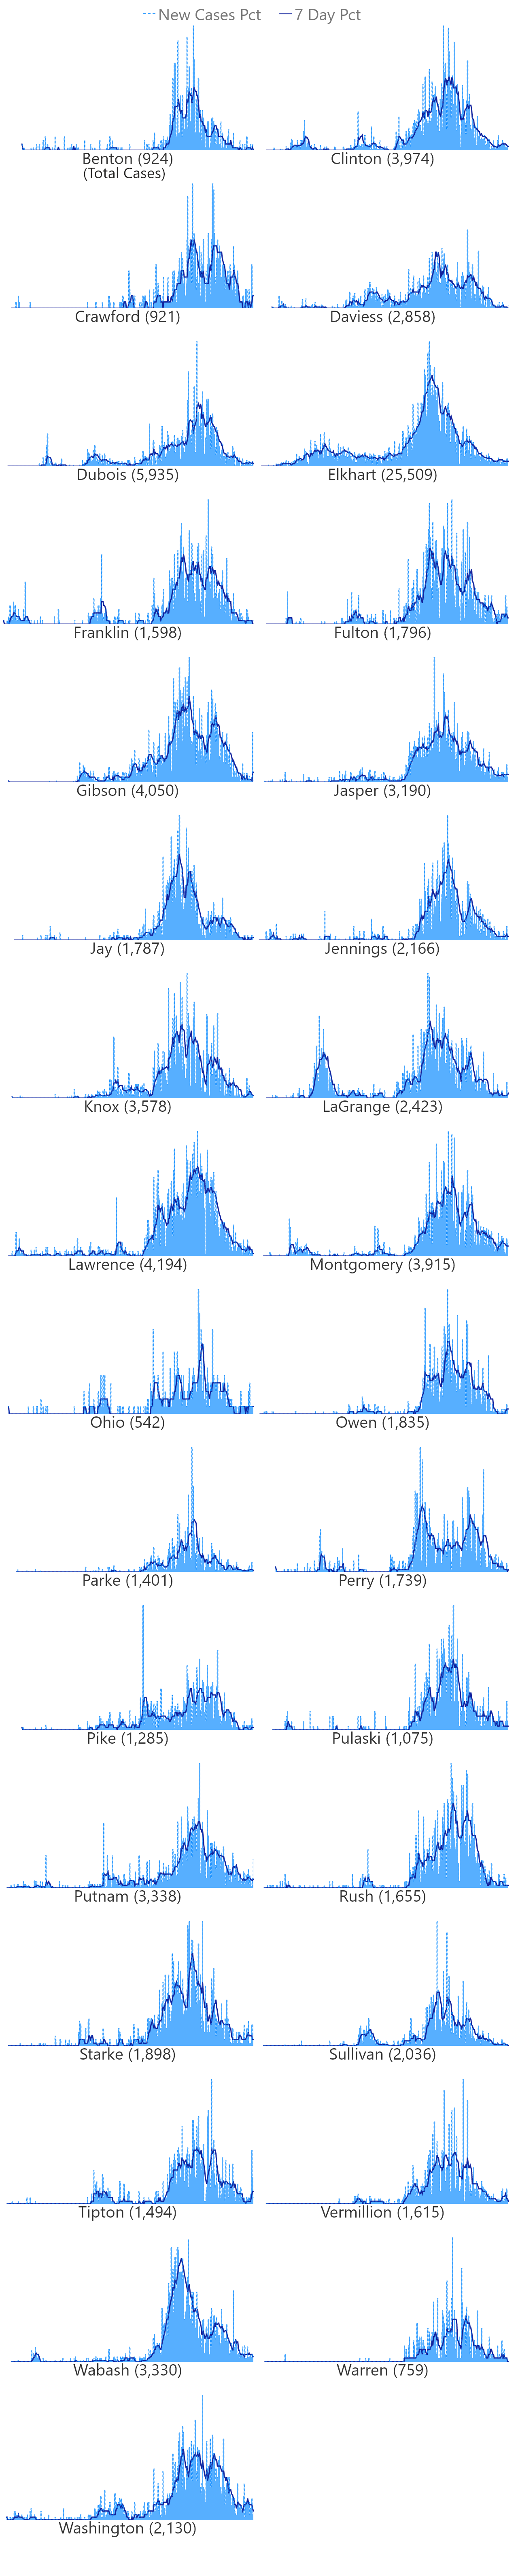 New Cases Pct 7 Day Pct
Benton (924) Clinton (3,974)
(Total Cases)
Crawford (921) Daviess (2,858)
Dubois (5,935) Elkhart (25,509)
Franklin (1,598) Fulton (1,796)
Gibson (4,050) Jasper (3,190)
Jay (1,787) Jennings (2,166)
Knox (3,578) LaGrange (2,423)
Lawrence (4,194) Montgomery (3,915)
Ohio (542) Owen (1,835)
Parke (1,401) Perry (1,739)
Pike (1,285) Pulaski (1,075)
Putnam (3,338) Rush (1,655)
Starke (1,898) Sullivan (2,036)
Tipton (1,494) Vermillion (1,615)
Wabash (3,330) Warren (759)
Washington (2,130)